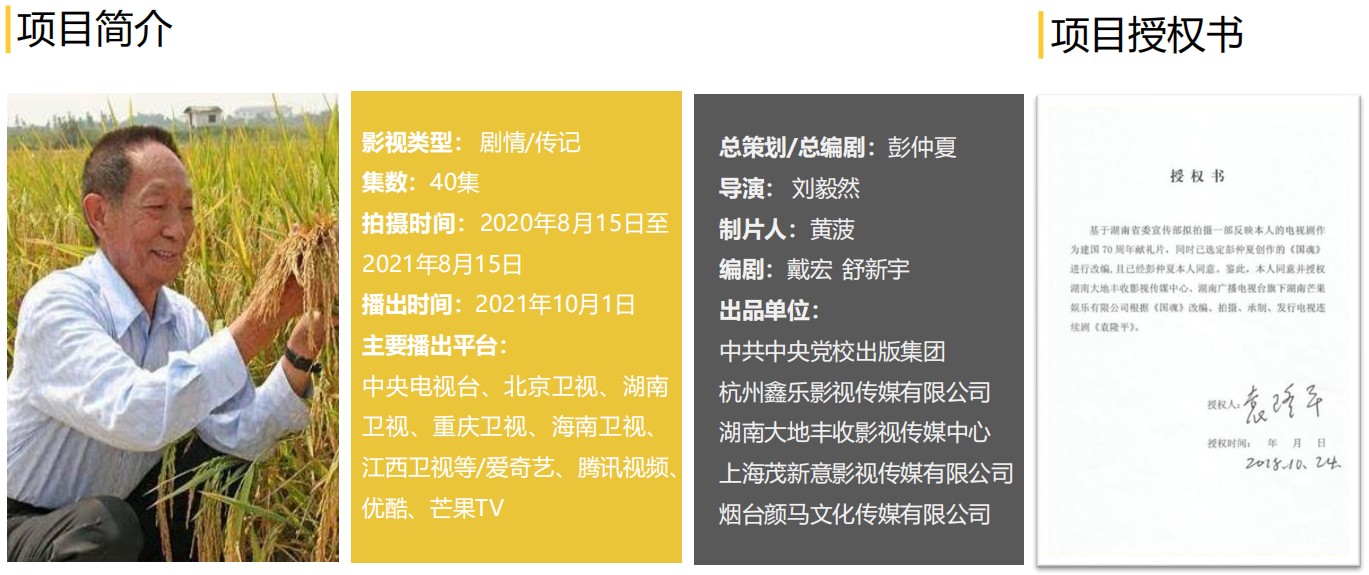 项目简介
影视类型： 剧情/传记
集数：40集
拍摄时间：2020年8月15日至
2021年8月15日
播出时间：2021年10月1日
主要播出平台：
中央电视台、北京卫视、湖南
卫视、重庆卫视、海南卫视、
江西卫视等/爱奇艺、腾讯视频、
优酷、芒果TV
总策划/总编剧：彭仲夏
导演： 刘毅然
制片人：黄菠
编剧：戴宏 舒新宇
出品单位：
中共中央党校出版集团
杭州鑫乐影视传媒有限公司
湖南大地丰收影视传媒中心
上海茂新意影视传媒有限公司
烟台颜马文化传媒有限公司
项目授权书
授 权 书
基于湖南省委宣传部拟拍摄一部反映本人的电视剧作
为建国 70 周年献礼片，同时已选定彭仲夏创作的《国魂》
进行改编,且已经彭仲夏本人同意。鉴此，本人同意并授权
湖南大地丰收影视传媒中心、湖南广播电视台旗下湖南芒果
娱乐有限公司根据《国魂》改编、拍摄、承制、发行电视连
续剧《袁隆平》。
授权人：袁隆平
授权时间： 年 月 日
2018.10.24.